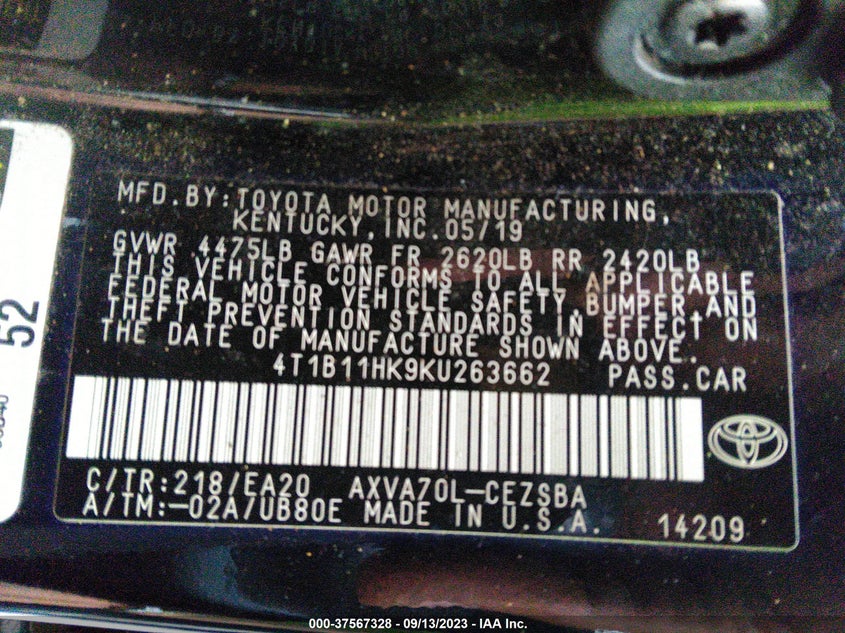 MFD.BY:TOYOTA MOTOR MANUFACTURING,
KENTUCKY,INC.05/19
GVWR 4475LB GAWR FR 2620LB RR 2420LB
THIS VEHICLE CONFORMS TO ALL APPLICABLE
FEDERAL MOTOR VEHICLE SAFETY,BUMPER,AND
THEFT PREVENTION STANDARDS IN EFFECT ON
THE DATE OF MANUFACTURE SHOWN ABOVE.
4T1B11HK9KU263662 PASS.CAR
C/TR:218/EA20 AXVA70L-CEZSBA
A/TM:-02A/UB80E MADE IN U.S.A. 14209
52
000-37567328 - 09/13/2023 - IAA Inc.